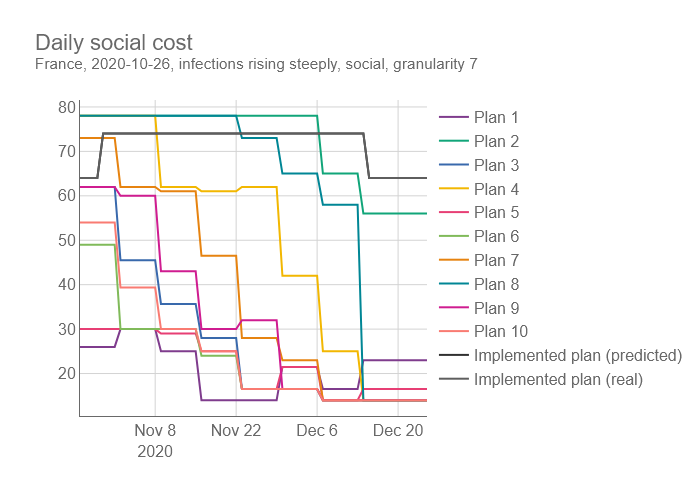 Daily social cost
France, 2020-10-26, infections rising steeply, social, granularity 7
80
70
60
50
40
30
20
Nov 8
2020
Nov 22
Dec 6
Dec 20
Plan 1
Plan 2
Plan 3
Plan 4
Plan 5
Plan 6
Plan 7
Plan 8
Plan 9
Plan 10
Implemented plan (predicted)
Implemented plan (real)